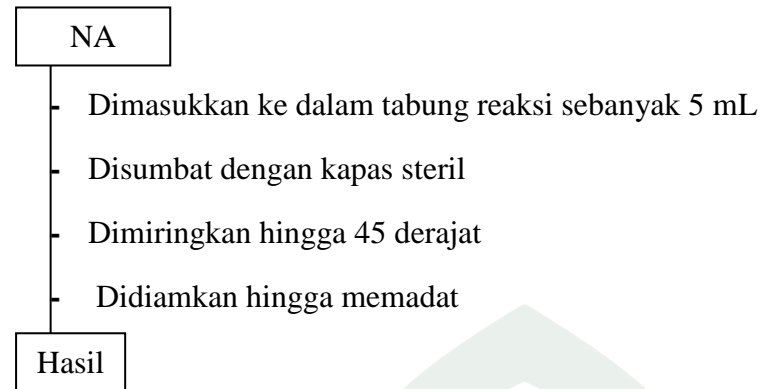 NA
- Dimasukkan ke dalam tabung reaksi sebanyak 5 mL
- Disumbat dengan kapas steril
- Dimiringkan hingga 45 derajat
- Didiamkan hingga memadat
Hasil